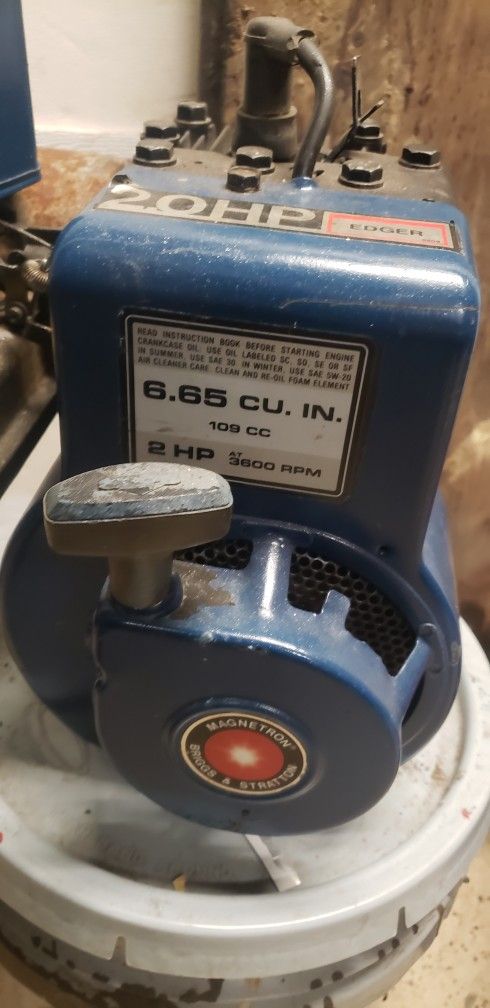 2.0HP
EDGER
READ INSTRUCTION BOOK BEFORE STARTING ENGINE
CRANKCASE OIL. USE OIL LABELED SC, SD, SE OR SF
IN SUMMER, USE SAE 30. IN WINTER, USE SAE 5W-20
AIR CLEANER CARE. CLEAN AND RE-OIL FOAM ELEMENT
6.65 CU. IN.
109 CC
2 HP AT 3600 RPM
MAGNETRON
BRIGGS & STRATTON